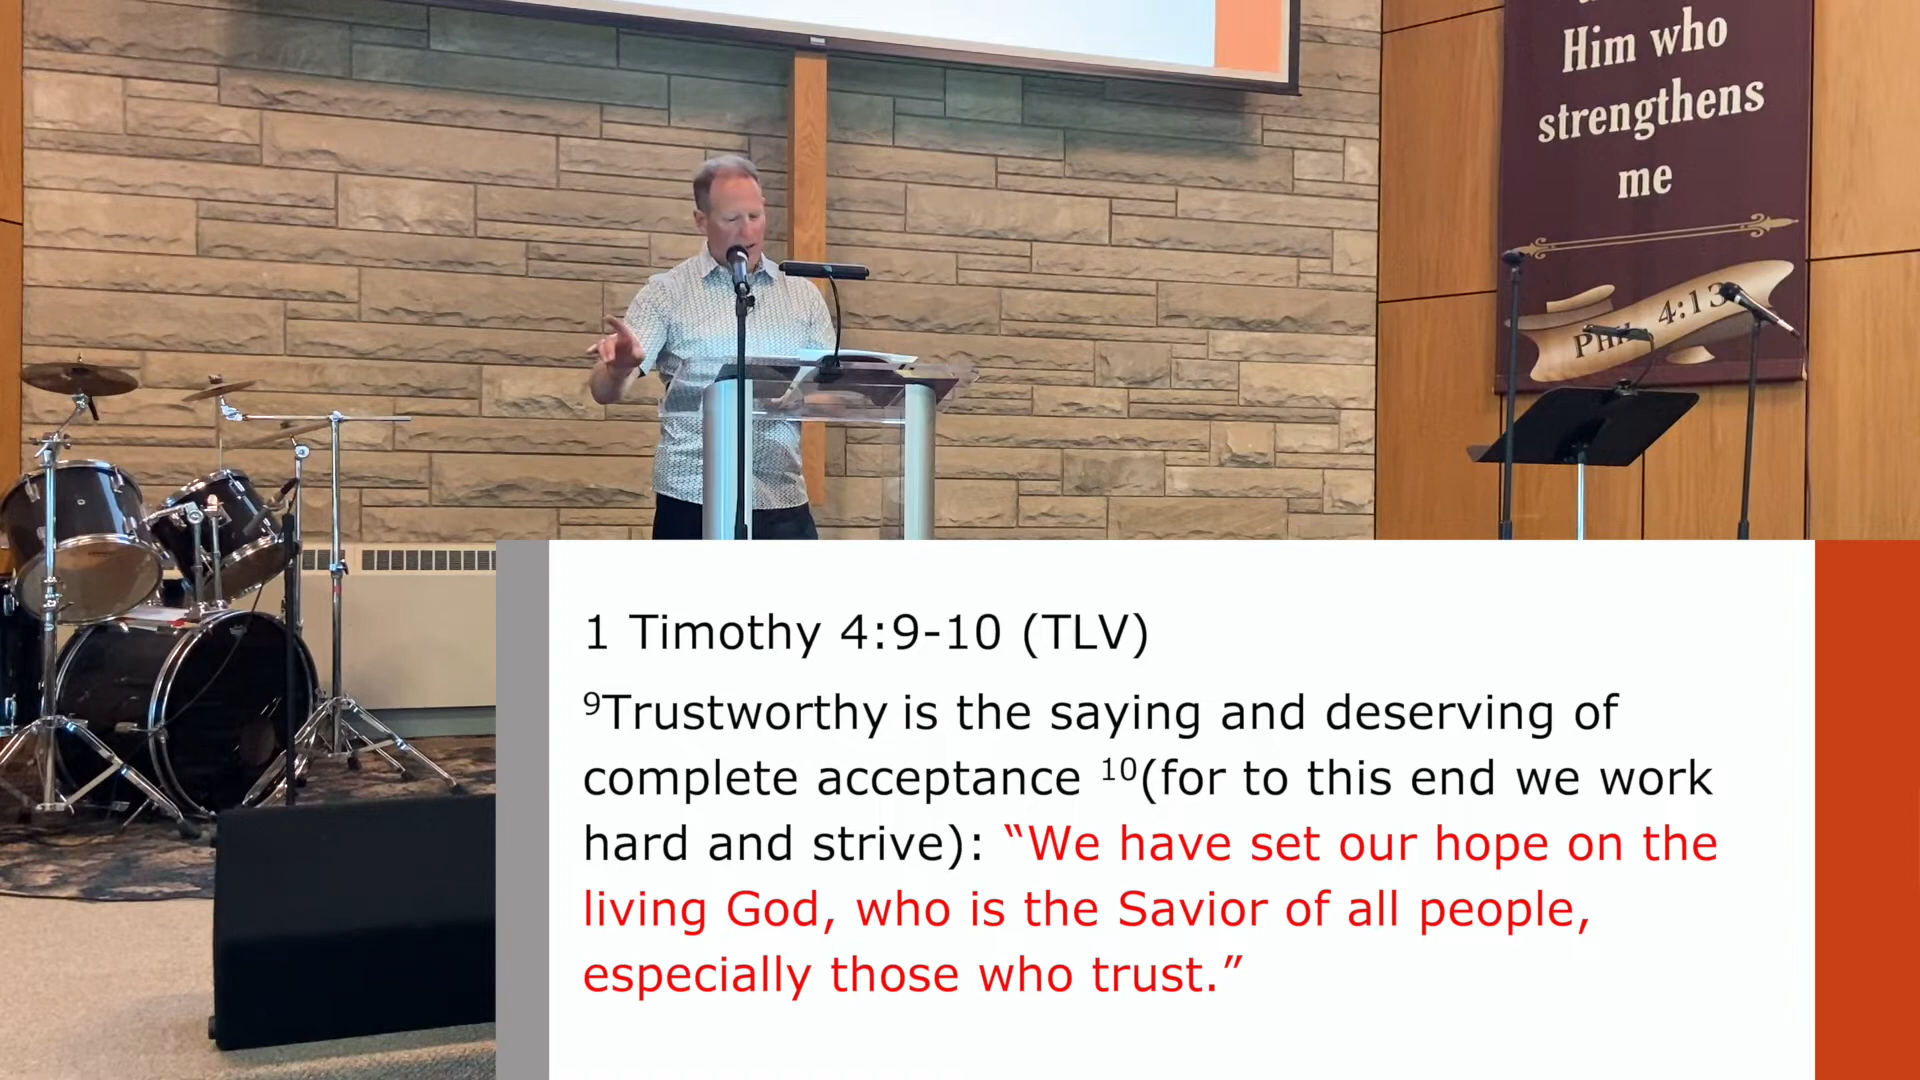 Him who
strengthens
me
Phil 4:13
1 Timothy 4:9-10 (TLV)
⁹Trustworthy is the saying and deserving of
complete acceptance ¹⁰(for to this end we work
hard and strive): “We have set our hope on the
living God, who is the Savior of all people,
especially those who trust.”